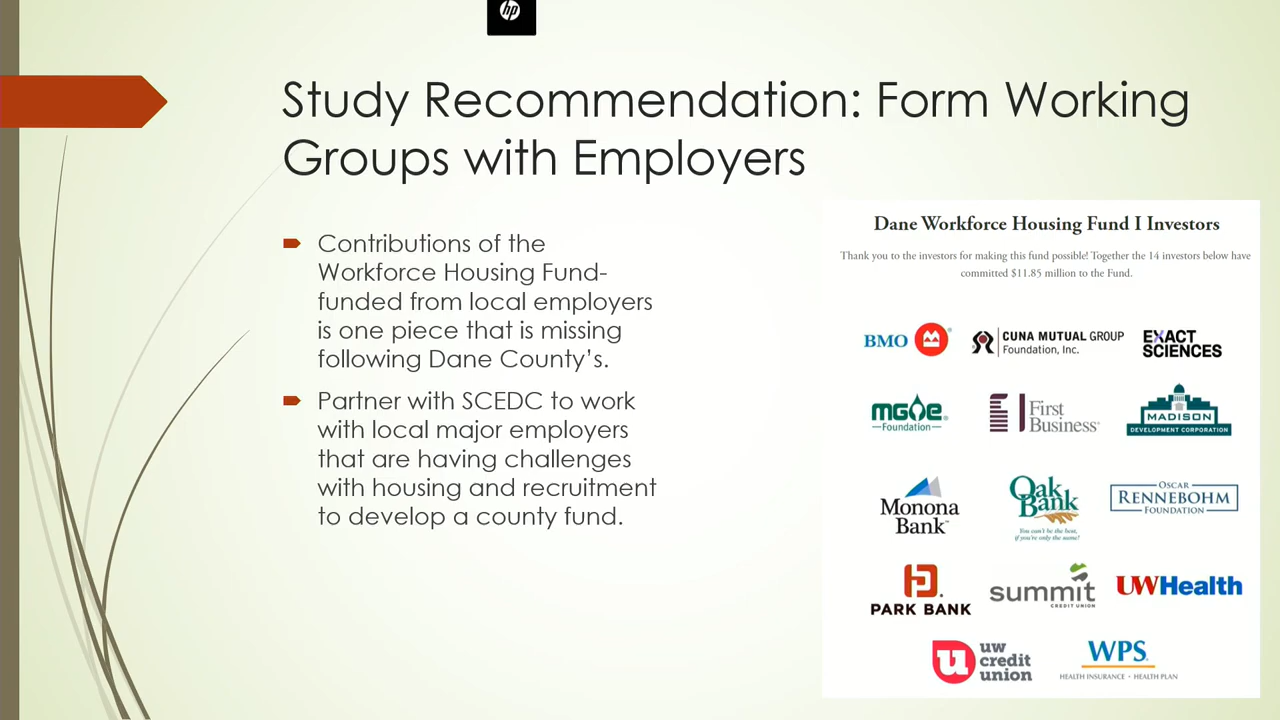 hp
Study Recommendation: Form Working
Groups with Employers
Contributions of the
Workforce Housing Fund-
funded from local employers
is one piece that is missing
following Dane County's.
Partner with SCEDC to work
with local major employers
that are having challenges
with housing and recruitment
to develop a county fund.
Dane Workforce Housing Fund I Investors
Thank you to the investors for making this fund possible! Together the 14 investors below have
committed $11.85 million to the Fund.
BMO
CUNA MUTUAL GROUP
Foundation, Inc.
EXACT
SCIENCES
mge
Foundation
First
Business
MADISON
DEVELOPMENT CORPORATION
Monona
Bank
Oak
Bank
You can't be the best,
if you're only the same!
OSCAR
RENNEBOHM
FOUNDATION
PARK BANK
summit
CREDIT UNION
UWHealth
u
uw
credit
union
WPS
HEALTH INSURANCE • HEALTH PLAN